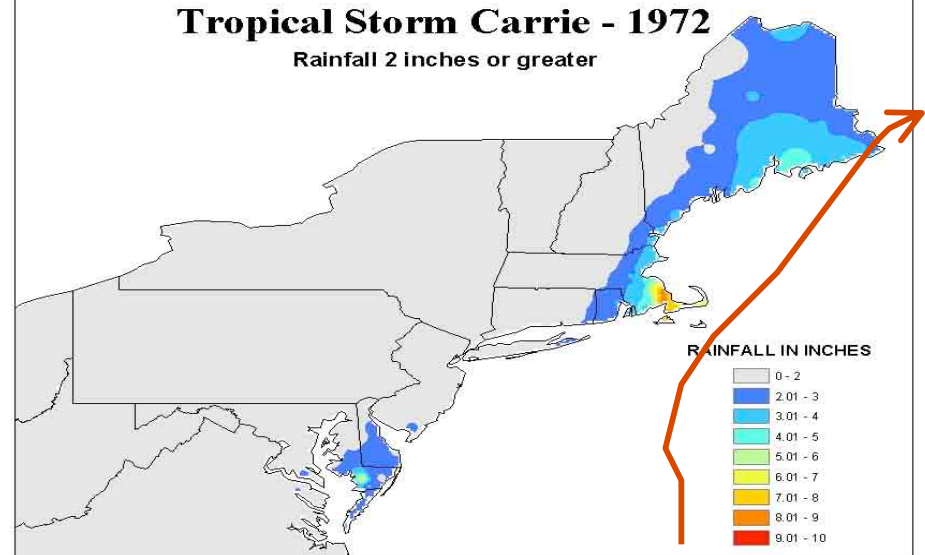 Tropical Storm Carrie - 1972
Rainfall 2 inches or greater
RAINFALL IN INCHES
0 - 2
2.01 - 3
3.01 - 4
4.01 - 5
5.01 - 6
6.01 - 7
7.01 - 8
8.01 - 9
9.01 - 10